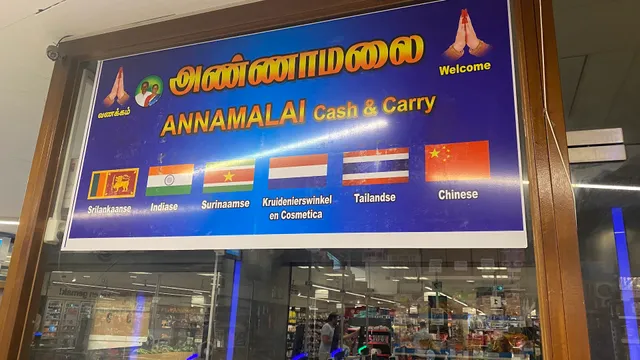 அண்ணாமலை
வணக்கம்
Welcome
ANNAMALAI Cash & Carry
Srilankaanse
Indiase
Surinaamse
Kruidenierswinkel
en Cosmetica
Tailandse
Chinese